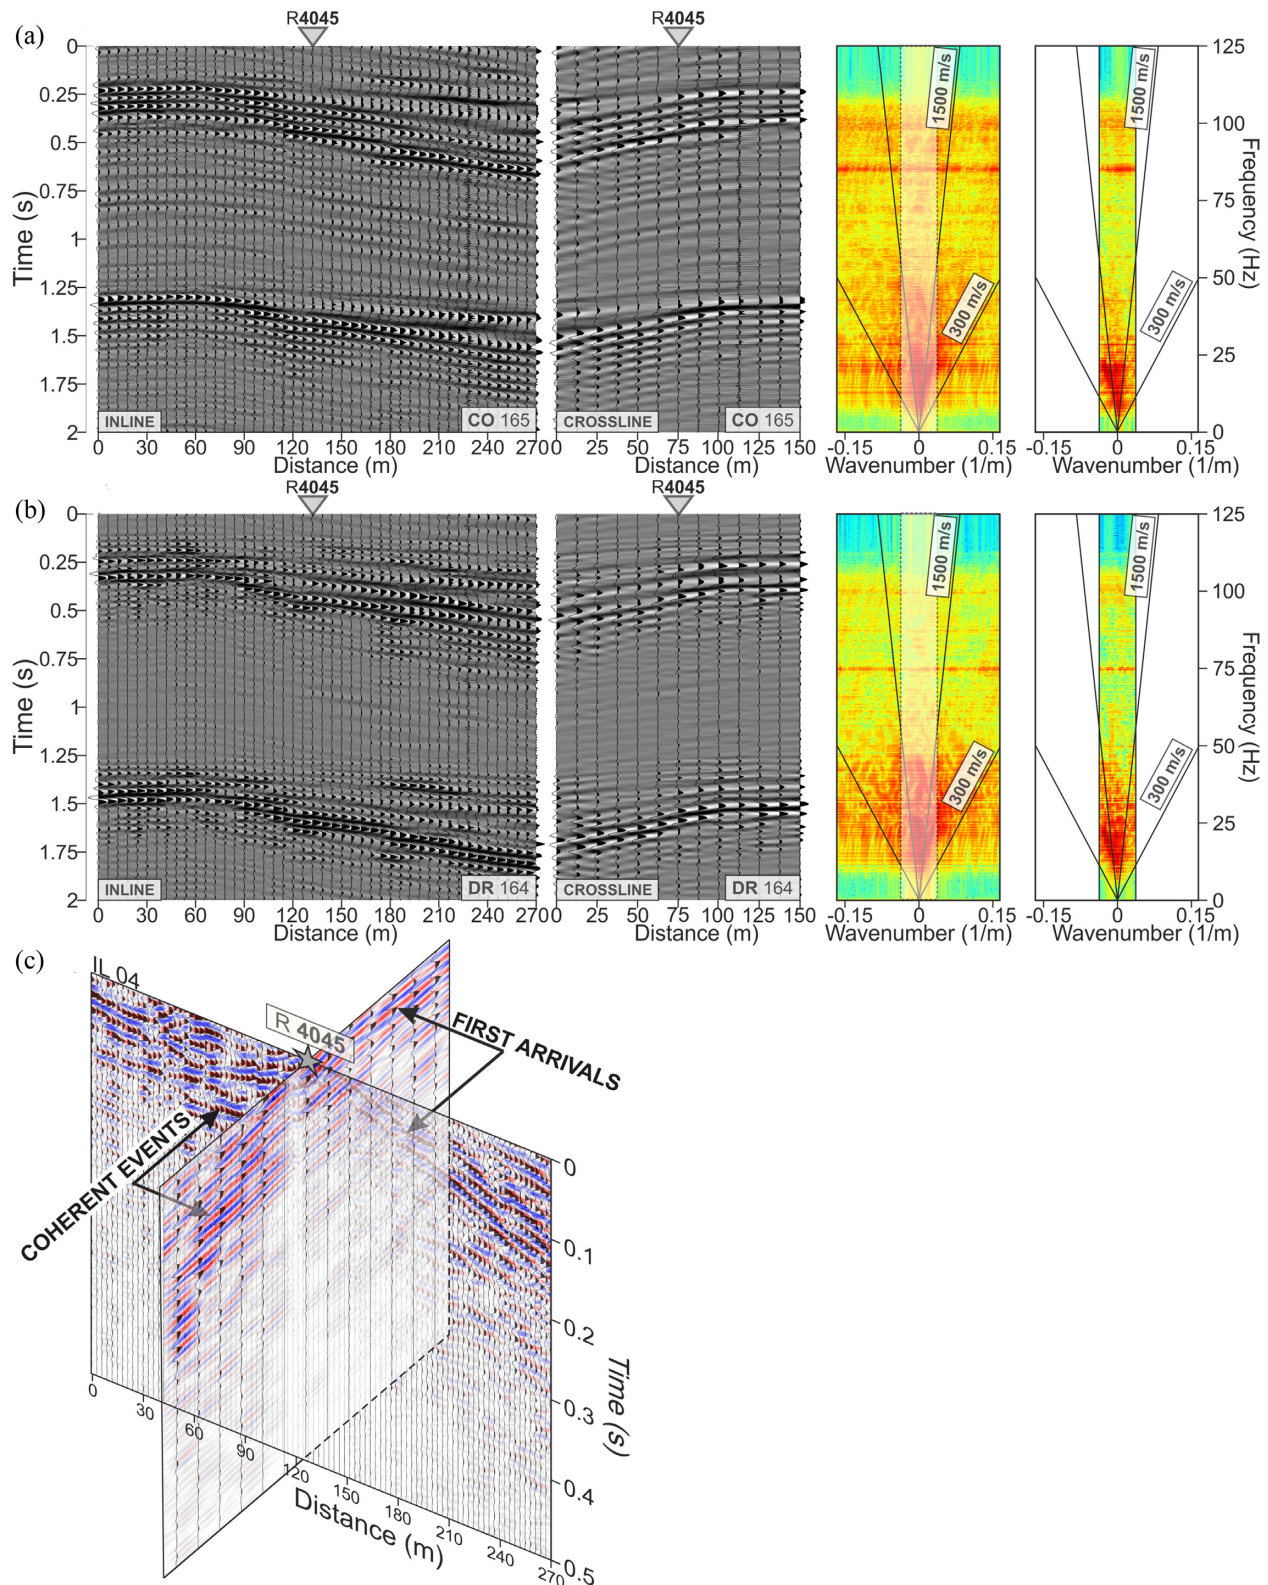 (a)
R4045
R4045
0
0.25
0.5
0.75
1
1.25
1.5
1.75
2
Time (s)
INLINE
CO 165
CROSSLINE
CO 165
0 30 60 90 120 150 180 210 240 270
Distance (m)
0 25 50 75 100 125 150
Distance (m)
1500 m/s
300 m/s
-0.15 0 0.15
Wavenumber (1/m)
1500 m/s
300 m/s
-0.15 0 0.15
Wavenumber (1/m)
125
100
75
50
25
0
Frequency (Hz)
(b)
R4045
R4045
0
0.25
0.5
0.75
1
1.25
1.5
1.75
2
Time (s)
INLINE
DR 164
CROSSLINE
DR 164
0 30 60 90 120 150 180 210 240 270
Distance (m)
0 25 50 75 100 125 150
Distance (m)
1500 m/s
300 m/s
-0.15 0 0.15
Wavenumber (1/m)
1500 m/s
300 m/s
-0.15 0 0.15
Wavenumber (1/m)
125
100
75
50
25
0
Frequency (Hz)
(c)
IL 04
R 4045
FIRST ARRIVALS
COHERENT EVENTS
0
0.1
0.2
0.3
0.4
0.5
Time (s)
0 30 60 90 120 150 180 210 240 270
Distance (m)